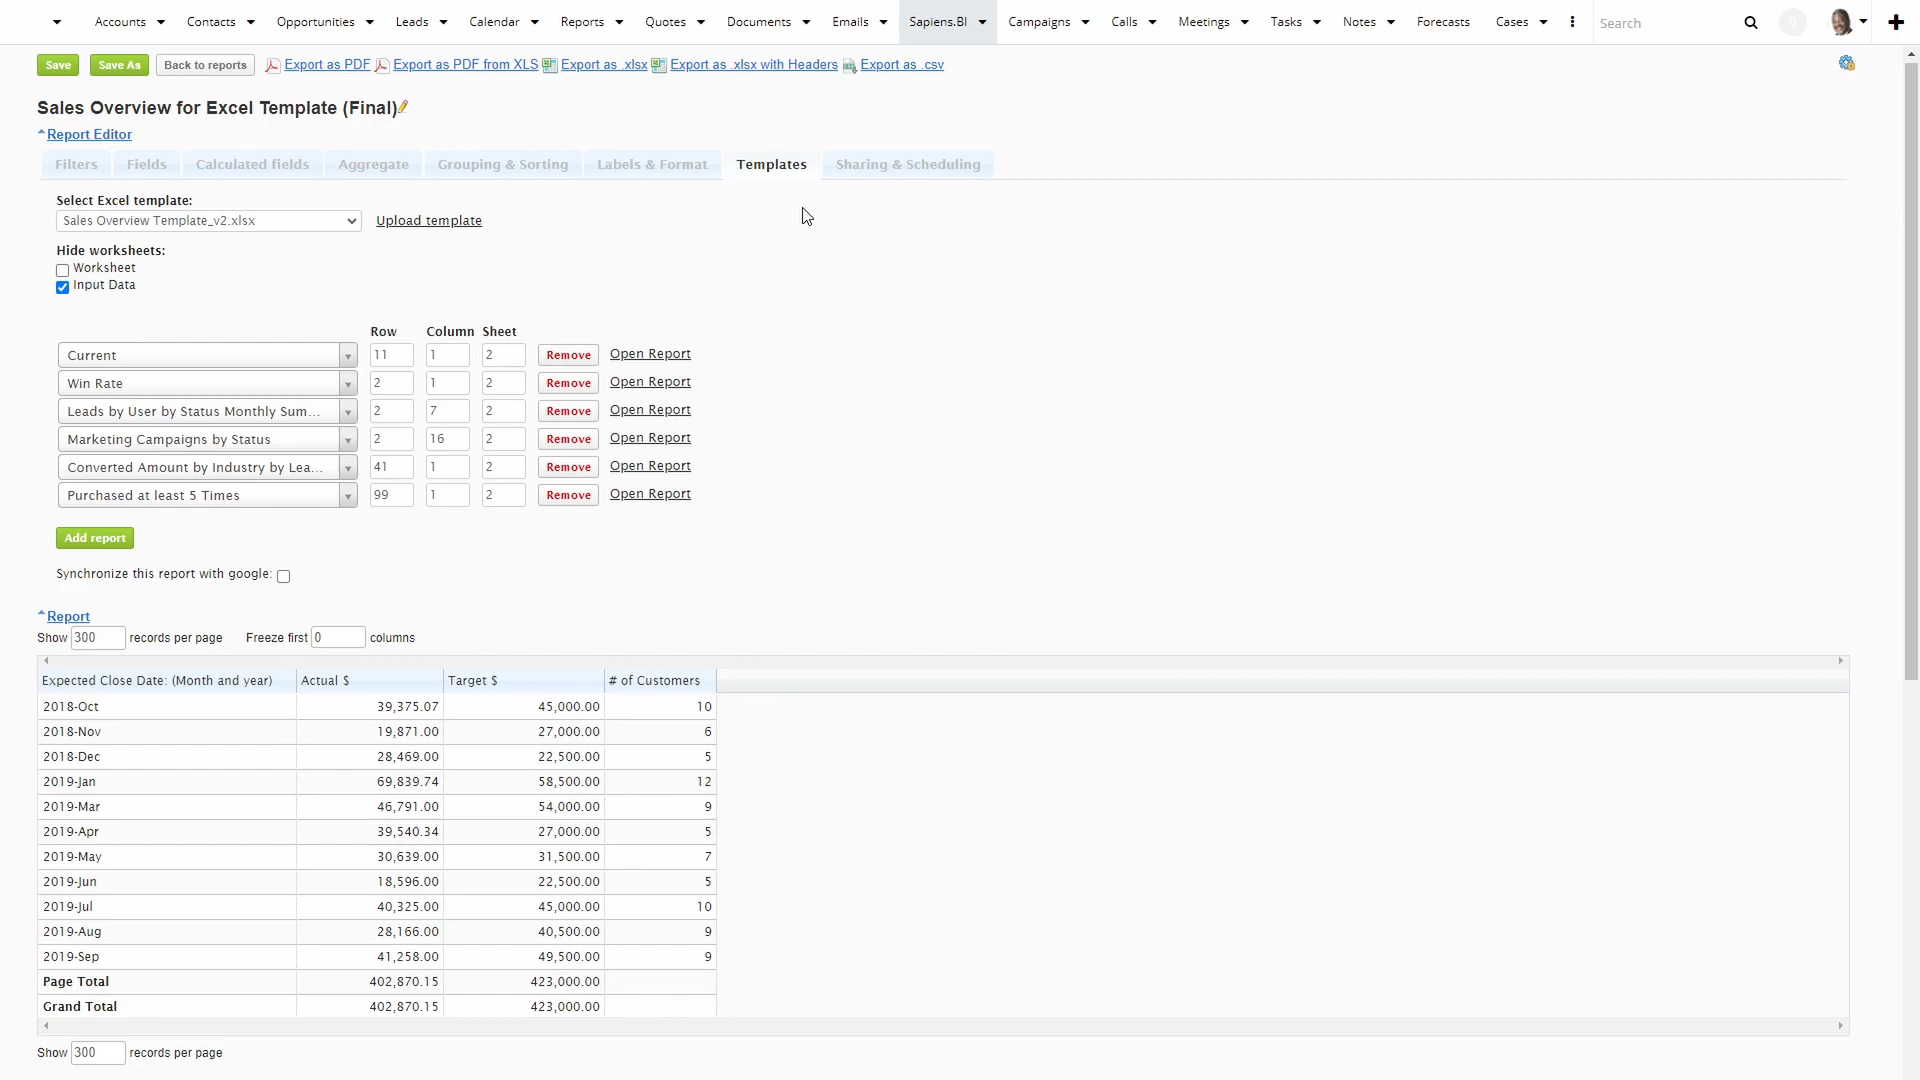 Accounts Contacts Opportunities Leads Calendar Reports Quotes Documents Emails Sapiens.BI Campaigns Calls Meetings Tasks Notes Forecasts Cases Search
Save Save As Back to reports Export as PDF Export as PDF from XLS Export as .xlsx Export as .xlsx with Headers Export as .csv
Sales Overview for Excel Template (Final)
Report Editor
Filters Fields Calculated fields Aggregate Grouping & Sorting Labels & Format Templates Sharing & Scheduling
Select Excel template:
Sales Overview Template_v2.xlsx Upload template
Hide worksheets:
Worksheet
Input Data
Row Column Sheet
Current 11 1 2 Remove Open Report
Win Rate 2 1 2 Remove Open Report
Leads by User by Status Monthly Sum... 2 7 2 Remove Open Report
Marketing Campaigns by Status 2 16 2 Remove Open Report
Converted Amount by Industry by Lea... 41 1 2 Remove Open Report
Purchased at least 5 Times 99 1 2 Remove Open Report
Add report
Synchronize this report with google:
Report
Show 300 records per page Freeze first 0 columns
Expected Close Date: (Month and year) Actual $ Target $ # of Customers
2018-Oct 39,375.07 45,000.00 10
2018-Nov 19,871.00 27,000.00 6
2018-Dec 28,469.00 22,500.00 5
2019-Jan 69,839.74 58,500.00 12
2019-Mar 46,791.00 54,000.00 9
2019-Apr 39,540.34 27,000.00 5
2019-May 30,639.00 31,500.00 7
2019-Jun 18,596.00 22,500.00 5
2019-Jul 40,325.00 45,000.00 10
2019-Aug 28,166.00 40,500.00 9
2019-Sep 41,258.00 49,500.00 9
Page Total 402,870.15 423,000.00
Grand Total 402,870.15 423,000.00
Show 300 records per page